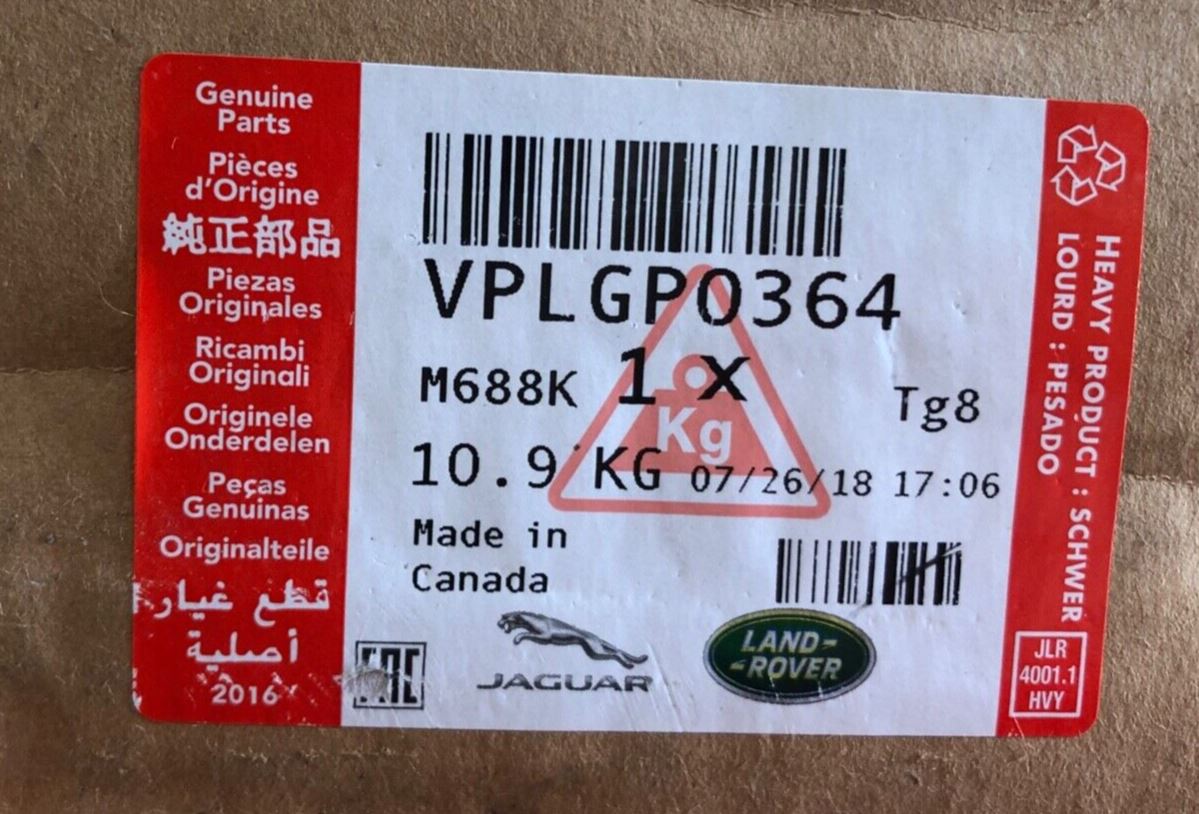 Genuine
Parts
Pièces
d'Origine
純正部品
Piezas
Originales
Ricambi
Originali
Originele
Onderdelen
Peças
Genuinas
Originalteile
قطع غيار
أصلية
2016
VPLGP0364
M688K 1 X Tg8
Kg
10.9 KG 07/26/18 17:06
Made in
Canada
EAC
JAGUAR
LAND-
-ROVER
HEAVY PRODUCT : SCHWER
LOURD : PESADO
JLR
4001.1
HVY